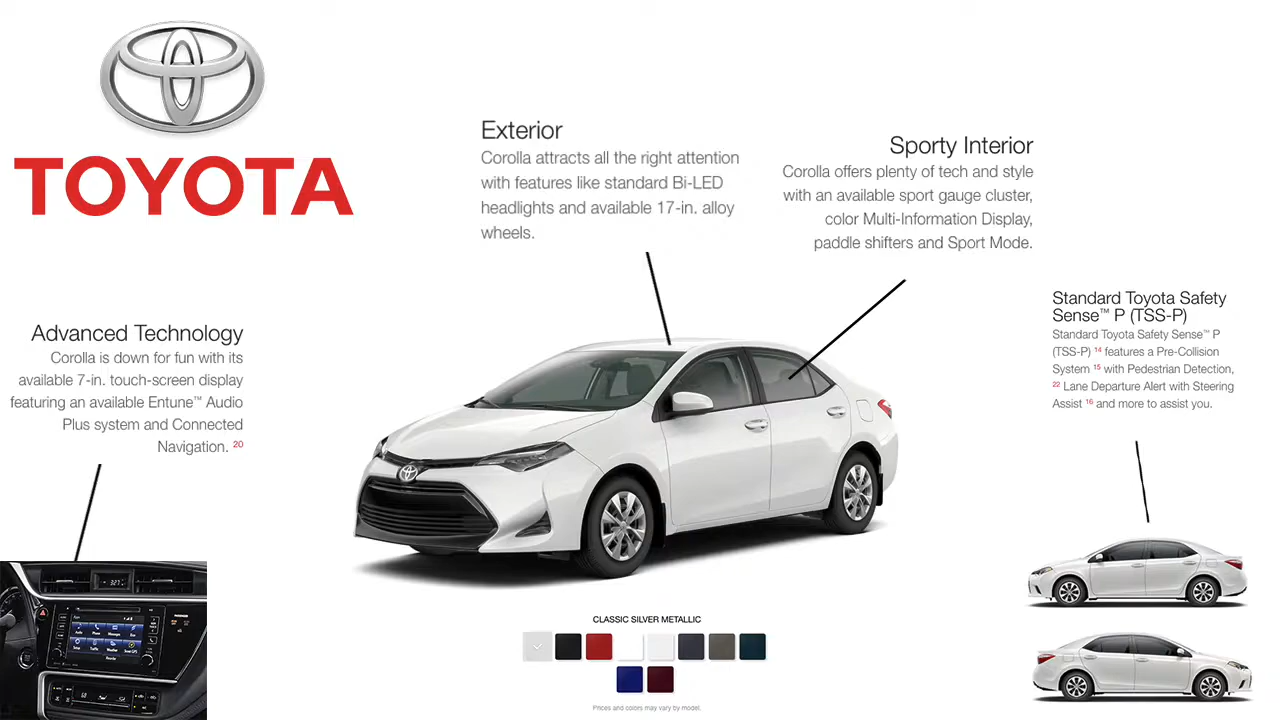 TOYOTA
Exterior
Corolla attracts all the right attention
with features like standard Bi-LED
headlights and available 17-in. alloy
wheels.
Sporty Interior
Corolla offers plenty of tech and style
with an available sport gauge cluster,
color Multi-Information Display,
paddle shifters and Sport Mode.
Advanced Technology
Corolla is down for fun with its
available 7-in. touch-screen display
featuring an available Entune™ Audio
Plus system and Connected
Navigation. 20
Standard Toyota Safety
Sense™ P (TSS-P)
Standard Toyota Safety Sense™ P
(TSS-P) 14 features a Pre-Collision
System 15 with Pedestrian Detection,
22 Lane Departure Alert with Steering
Assist 16 and more to assist you.
CLASSIC SILVER METALLIC
Prices and colors may vary by model.